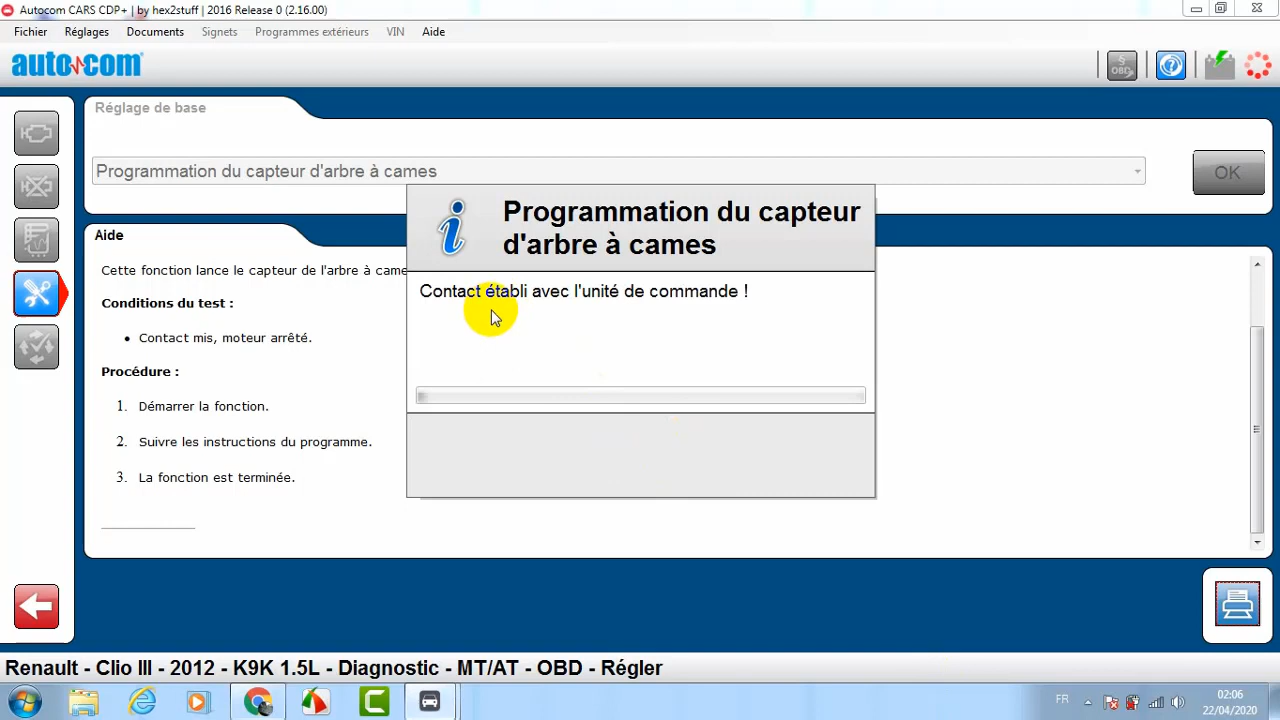 Autocom CARS CDP+ | by hex2stuff | 2016 Release 0 (2.16.00)
Fichier Réglages Documents Signets Programmes extérieurs VIN Aide
auto com
§ OBD
Réglage de base
Programmation du capteur d'arbre à cames
OK
Programmation du capteur
d'arbre à cames
Contact établi avec l'unité de commande !
Aide
Cette fonction lance le capteur de l'arbre à came
Conditions du test :
• Contact mis, moteur arrêté.
Procédure :
1. Démarrer la fonction.
2. Suivre les instructions du programme.
3. La fonction est terminée.
Renault - Clio III - 2012 - K9K 1.5L - Diagnostic - MT/AT - OBD - Régler
FR
02:06
22/04/2020